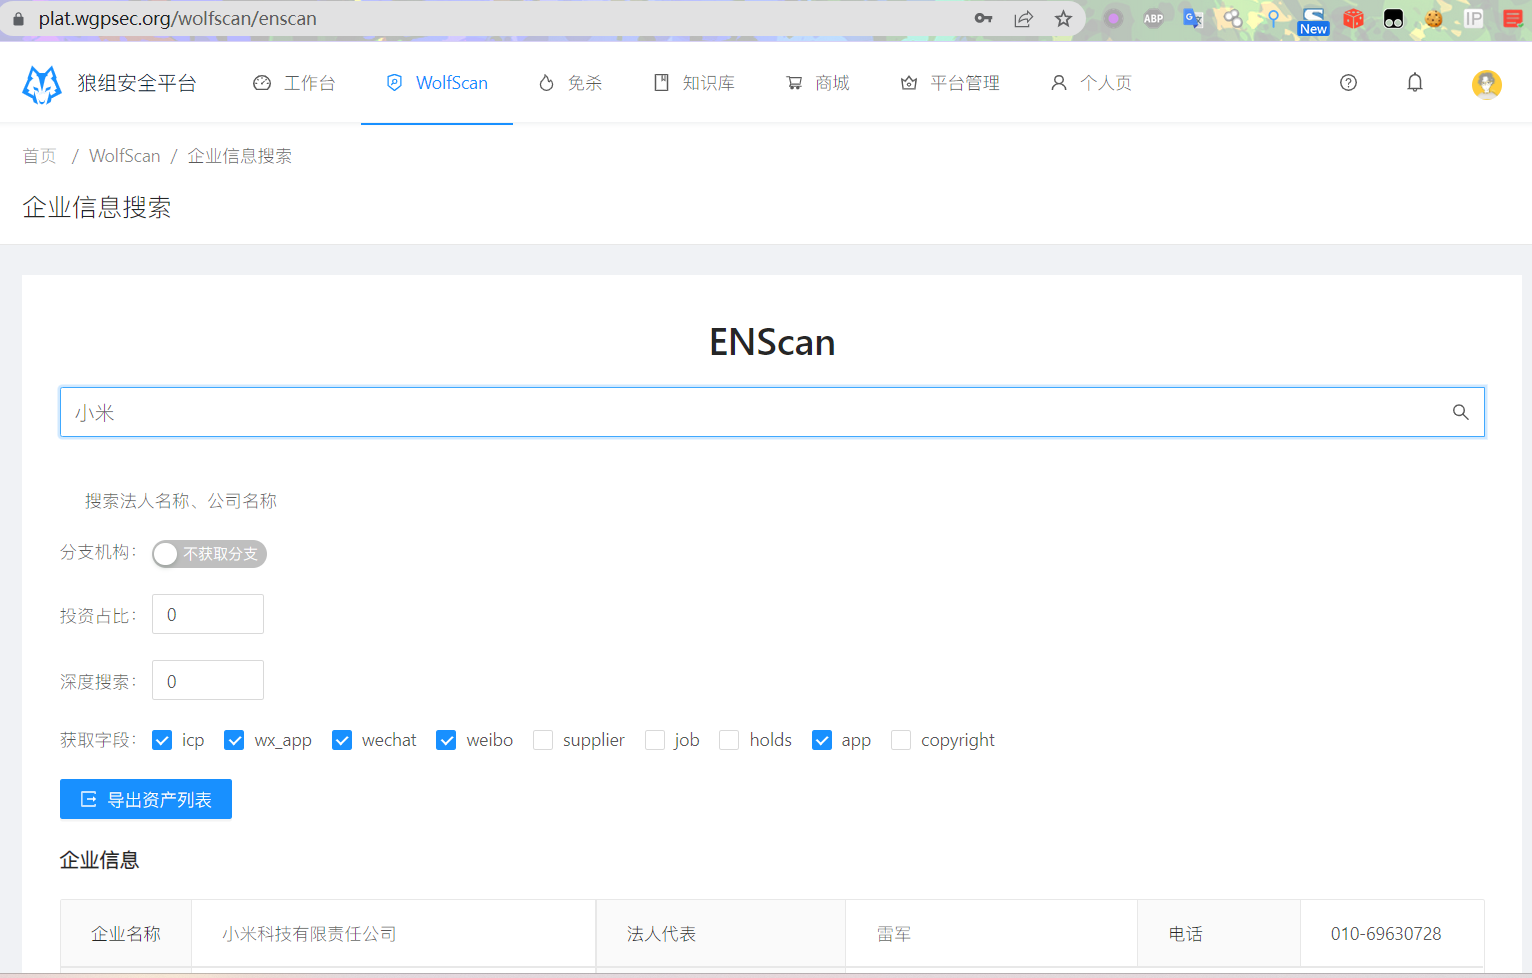 plat.wgpsec.org/wolfscan/enscan
ABP
G
New
IP
狼组安全平台 工作台 WolfScan 免杀 知识库 商城 平台管理 个人页
首页 / WolfScan / 企业信息搜索
企业信息搜索
ENScan
小米
搜索法人名称、公司名称
分支机构: 不获取分支
投资占比: 0
深度搜索: 0
获取字段: icp wx_app wechat weibo supplier job holds app copyright
导出资产列表
企业信息
企业名称 小米科技有限责任公司 法人代表 雷军 电话 010-69630728